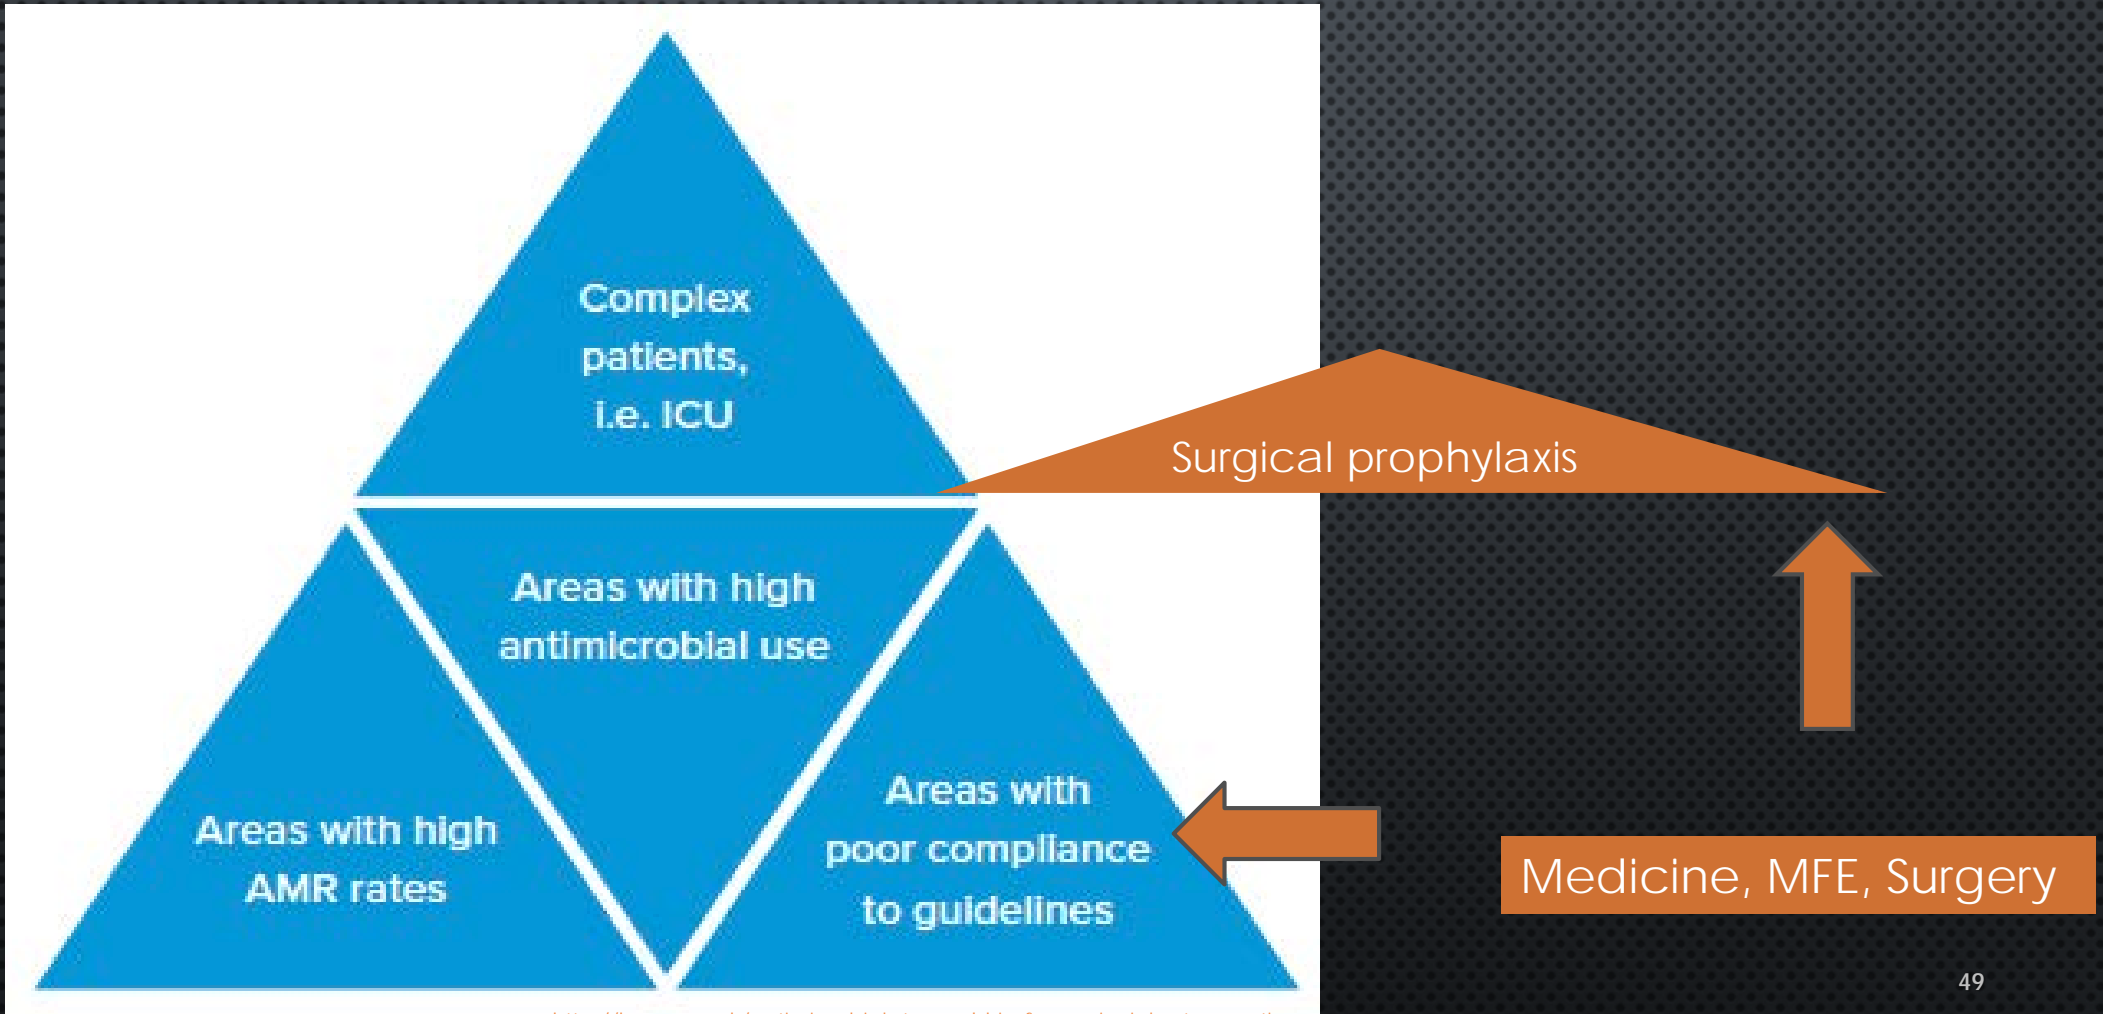 Complex
patients,
i.e. ICU
Surgical prophylaxis
Areas with high
antimicrobial use
Areas with high
AMR rates
Areas with
poor compliance
to guidelines
Medicine, MFE, Surgery
49